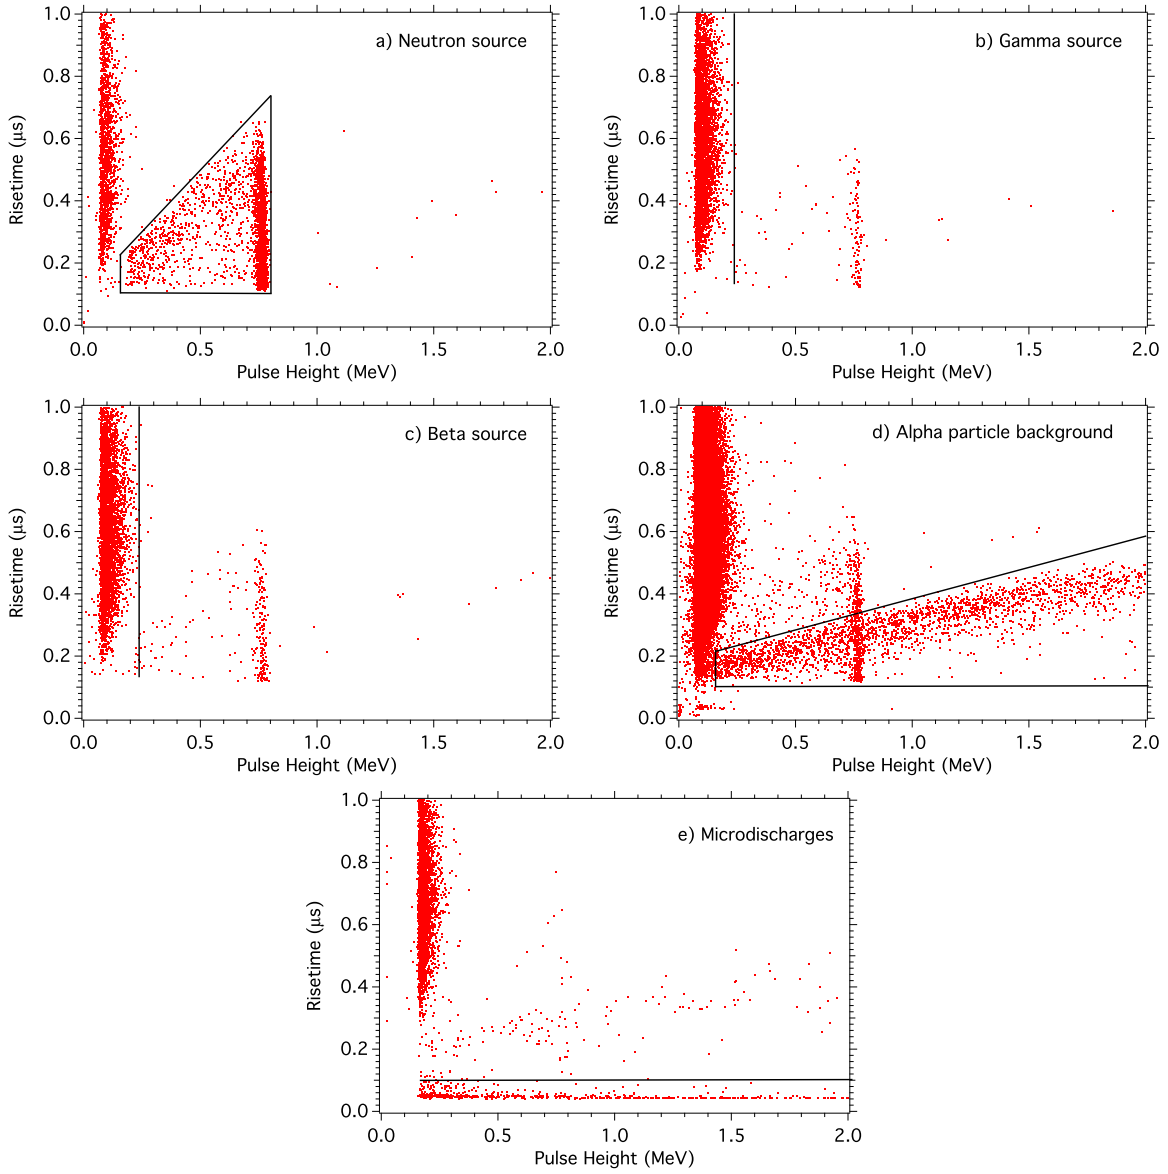 a) Neutron source
1.0
0.8
0.6
0.4
0.2
0.0
Risetime (µs)
0.0 0.5 1.0 1.5 2.0
Pulse Height (MeV)
b) Gamma source
1.0
0.8
0.6
0.4
0.2
0.0
Risetime (µs)
0.0 0.5 1.0 1.5 2.0
Pulse Height (MeV)
c) Beta source
1.0
0.8
0.6
0.4
0.2
0.0
Risetime (µs)
0.0 0.5 1.0 1.5 2.0
Pulse Height (MeV)
d) Alpha particle background
1.0
0.8
0.6
0.4
0.2
0.0
Risetime (µs)
0.0 0.5 1.0 1.5 2.0
Pulse Height (MeV)
e) Microdischarges
1.0
0.8
0.6
0.4
0.2
0.0
Risetime (µs)
0.0 0.5 1.0 1.5 2.0
Pulse Height (MeV)